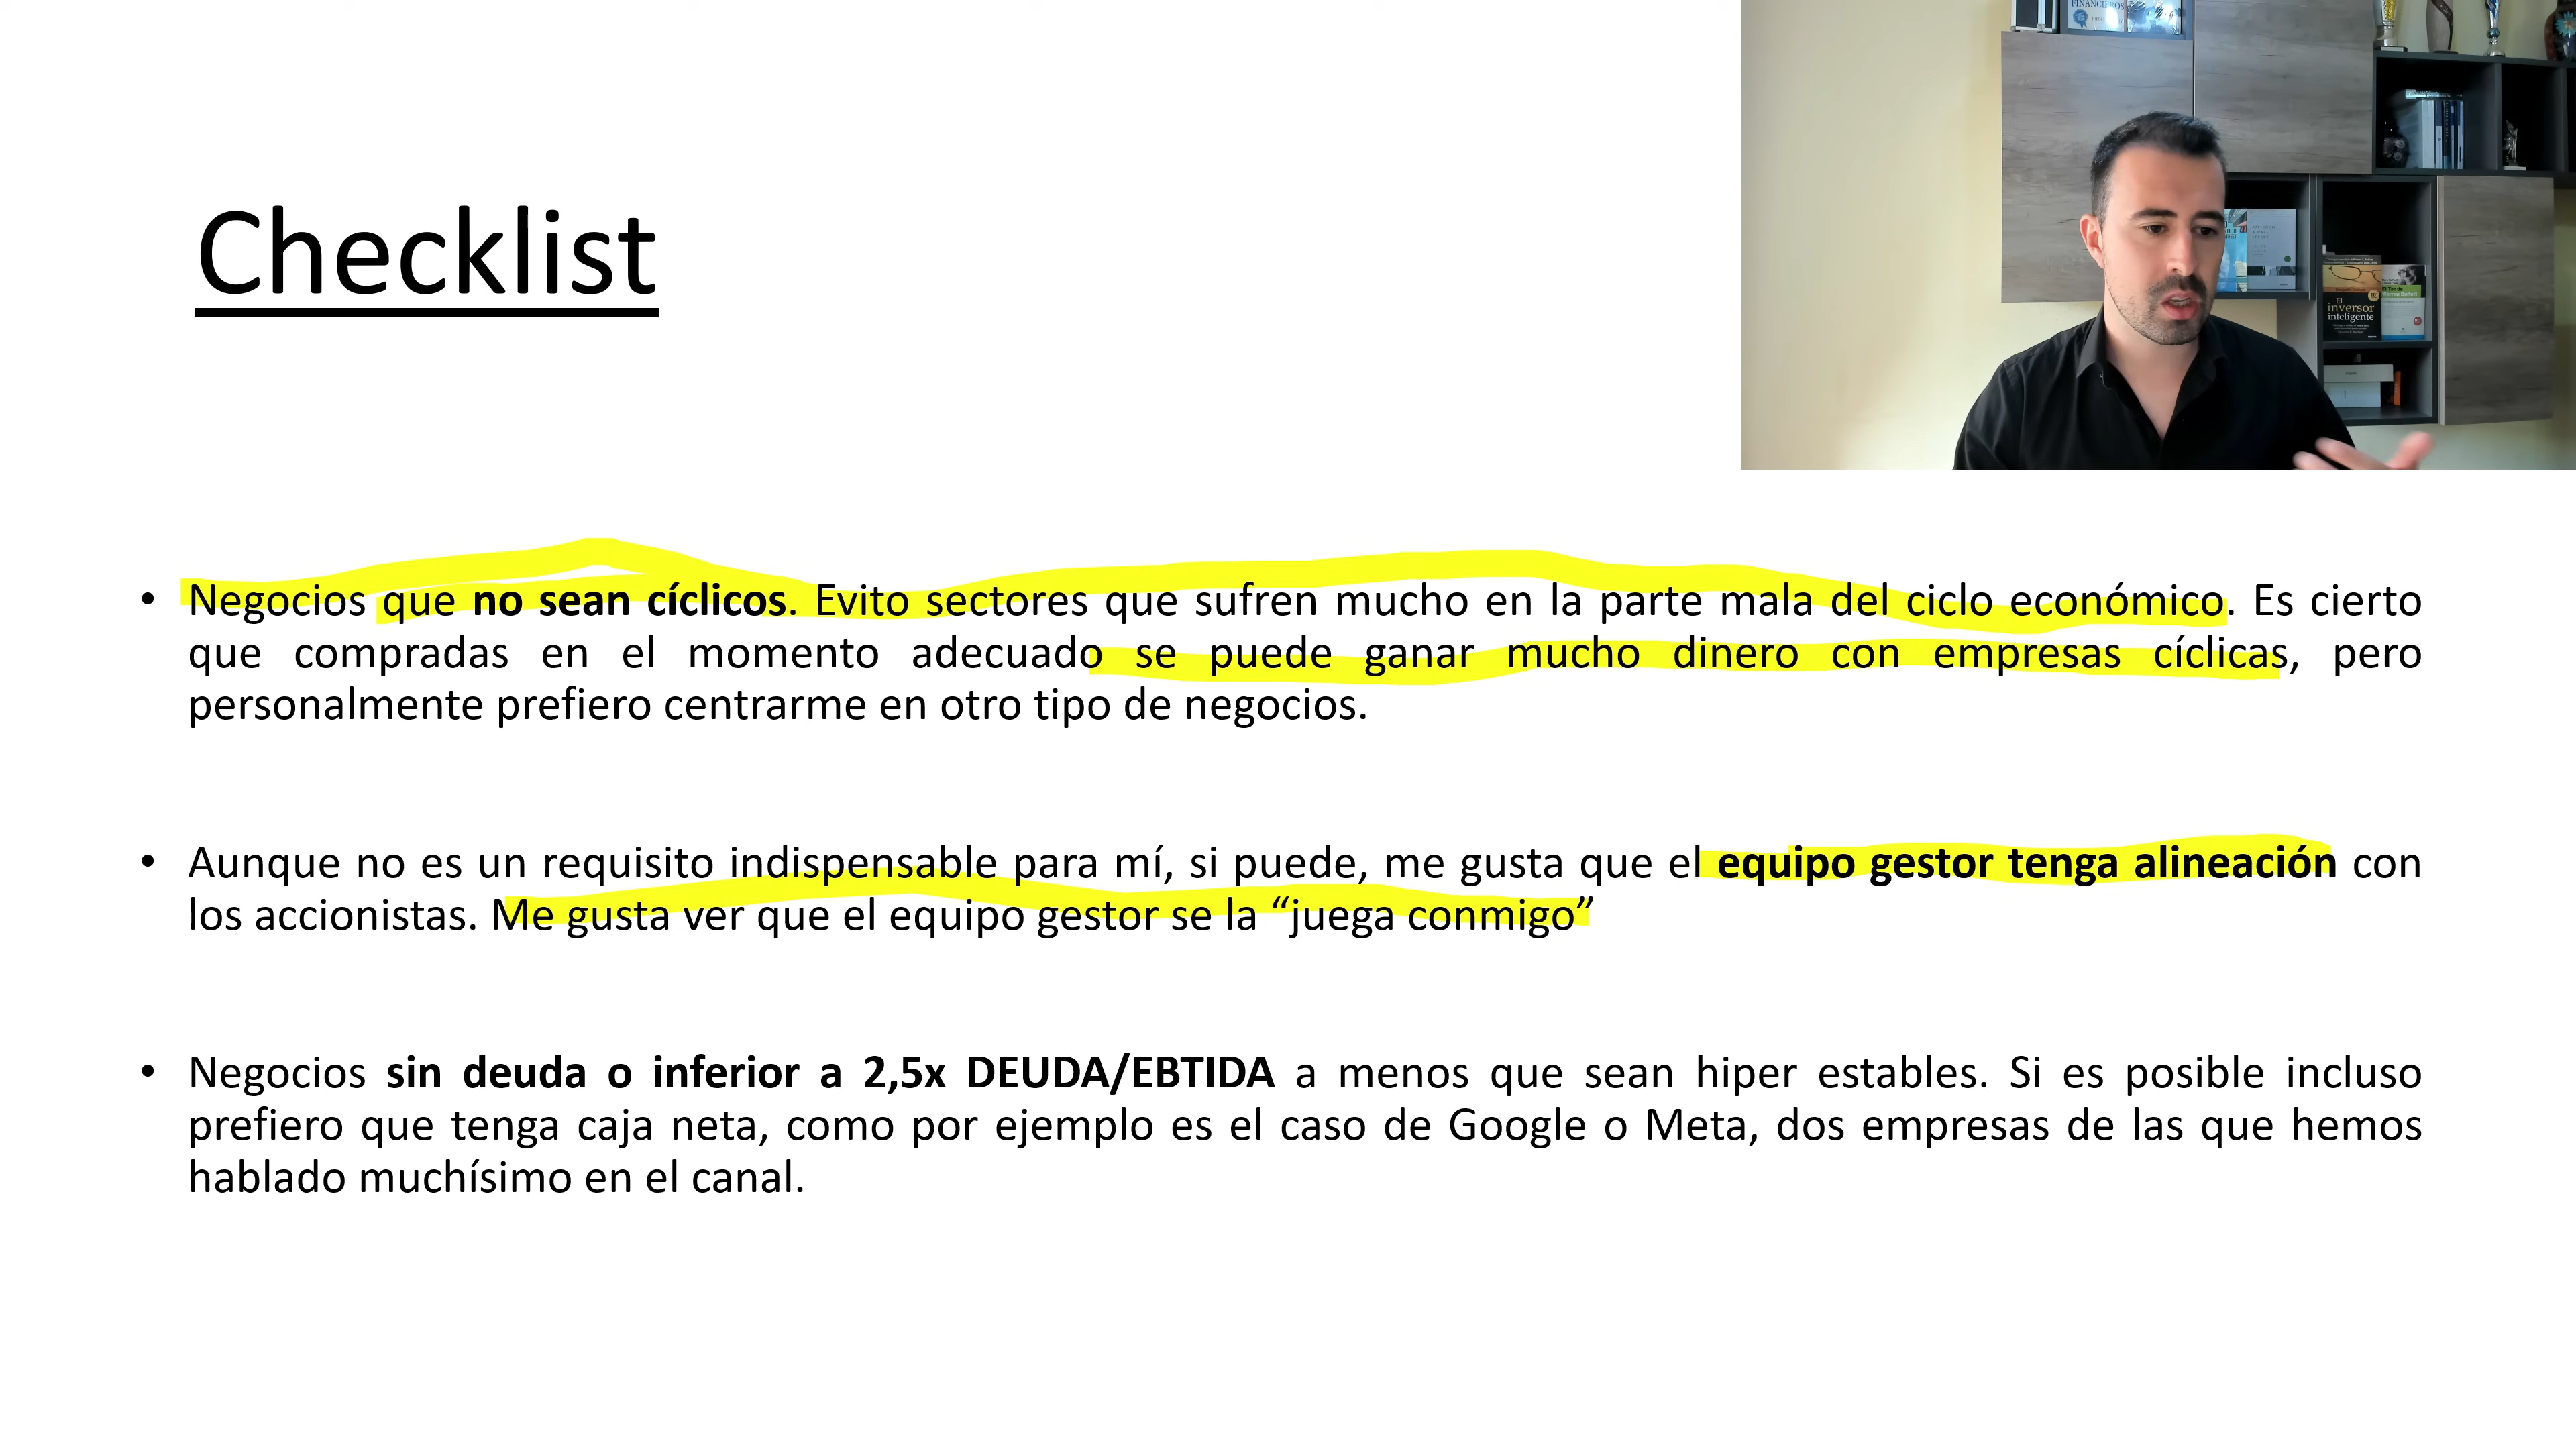 FINANCIEROS
Checklist
El
inversor
inteligente
• Negocios que no sean cíclicos. Evito sectores que sufren mucho en la parte mala del ciclo económico. Es cierto
que compradas en el momento adecuado se puede ganar mucho dinero con empresas cíclicas, pero
personalmente prefiero centrarme en otro tipo de negocios.
• Aunque no es un requisito indispensable para mí, si puede, me gusta que el equipo gestor tenga alineación con
los accionistas. Me gusta ver que el equipo gestor se la “juega conmigo”
• Negocios sin deuda o inferior a 2,5x DEUDA/EBTIDA a menos que sean hiper estables. Si es posible incluso
prefiero que tenga caja neta, como por ejemplo es el caso de Google o Meta, dos empresas de las que hemos
hablado muchísimo en el canal.